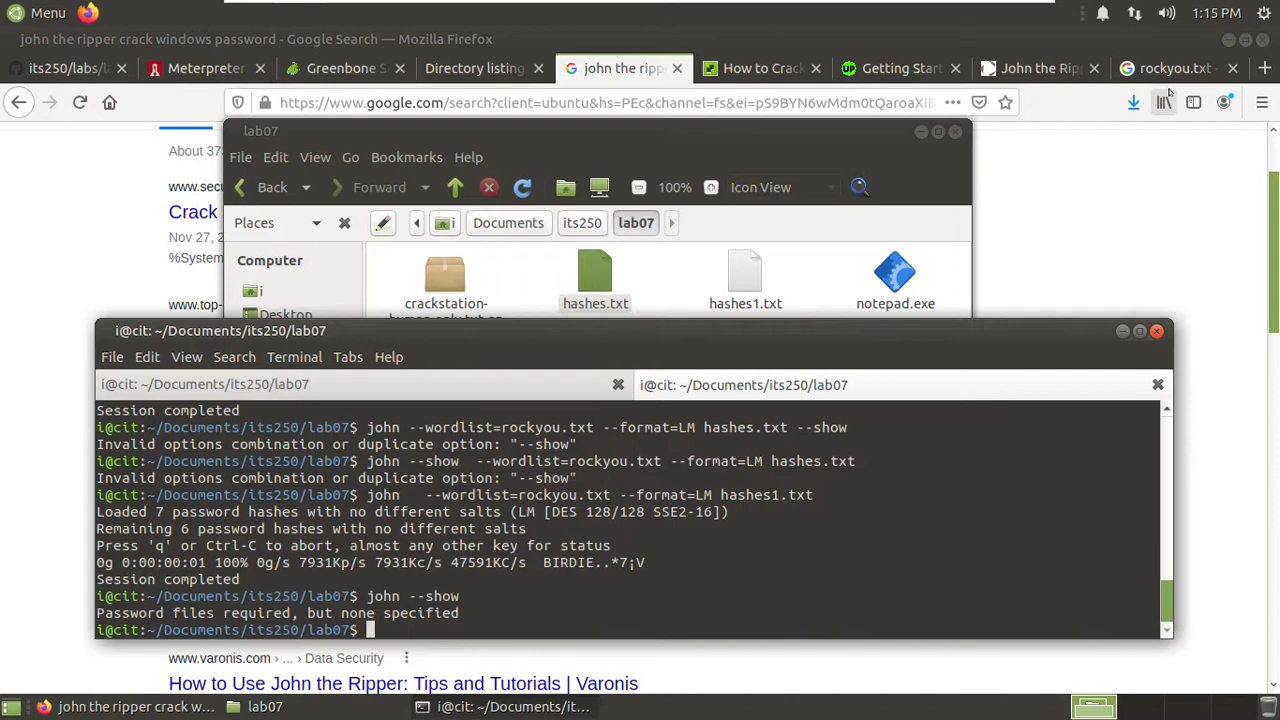 Menu
1:15 PM
john the ripper crack windows password - Google Search — Mozilla Firefox
its250/labs/la
Meterpreter
Greenbone S
Directory listing
john the rippe
How to Crack
Getting Start
John the Rip
rockyou.txt -
https://www.google.com/search?client=ubuntu&hs=PEc&channel=fs&ei=pS9BYN6wMdm0tQaroaXIB
About 37
www.secu
Crack
Nov 27, 2
%System
www.top-
lab07
File Edit View Go Bookmarks Help
Back Forward 100% Icon View
Places i Documents its250 lab07
Computer
i
Desktop
crackstation-
hashes.txt
hashes1.txt
notepad.exe
i@cit: ~/Documents/its250/lab07
File Edit View Search Terminal Tabs Help
i@cit: ~/Documents/its250/lab07
i@cit: ~/Documents/its250/lab07
Session completed
i@cit:~/Documents/its250/lab07$ john --wordlist=rockyou.txt --format=LM hashes.txt --show
Invalid options combination or duplicate option: "--show"
i@cit:~/Documents/its250/lab07$ john --show  --wordlist=rockyou.txt --format=LM hashes.txt
Invalid options combination or duplicate option: "--show"
i@cit:~/Documents/its250/lab07$ john   --wordlist=rockyou.txt --format=LM hashes1.txt
Loaded 7 password hashes with no different salts (LM [DES 128/128 SSE2-16])
Remaining 6 password hashes with no different salts
Press 'q' or Ctrl-C to abort, almost any other key for status
0g 0:00:00:01 100% 0g/s 7931Kp/s 7931Kc/s 47591KC/s  BIRDIE..*7¡V
Session completed
i@cit:~/Documents/its250/lab07$ john --show
Password files required, but none specified
i@cit:~/Documents/its250/lab07$
www.varonis.com › ... › Data Security
How to Use John the Ripper: Tips and Tutorials | Varonis
john the ripper crack w...
lab07
i@cit: ~/Documents/it...